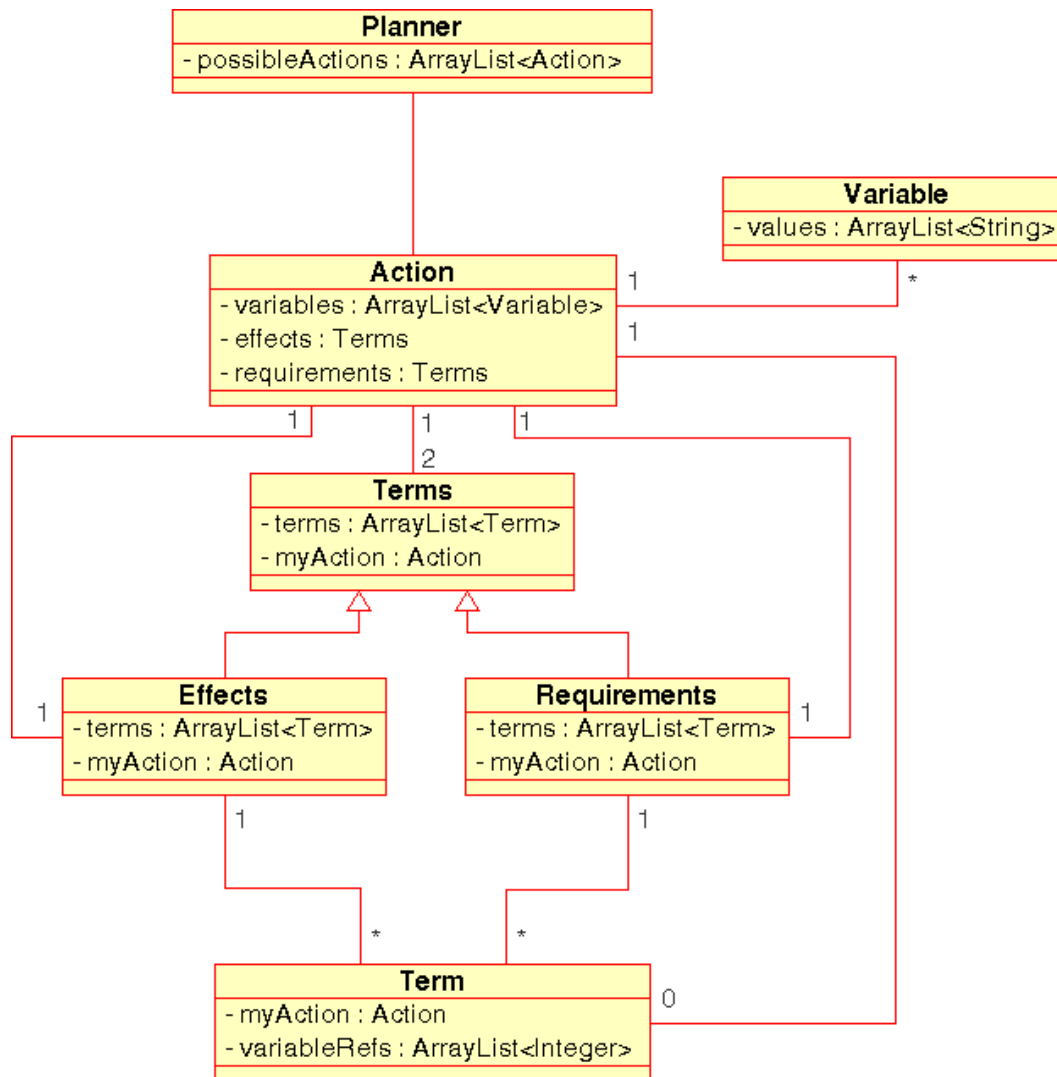 Planner
- possibleActions : ArrayList<Action>
Variable
- values : ArrayList<String>
Action
- variables : ArrayList<Variable>
- effects : Terms
- requirements : Terms
1
*
1
1
1
1
2
Terms
- terms : ArrayList<Term>
- myAction : Action
Effects
- terms : ArrayList<Term>
- myAction : Action
1
Requirements
- terms : ArrayList<Term>
- myAction : Action
1
1
1
*
*
Term
- myAction : Action
- variableRefs : ArrayList<Integer>
0